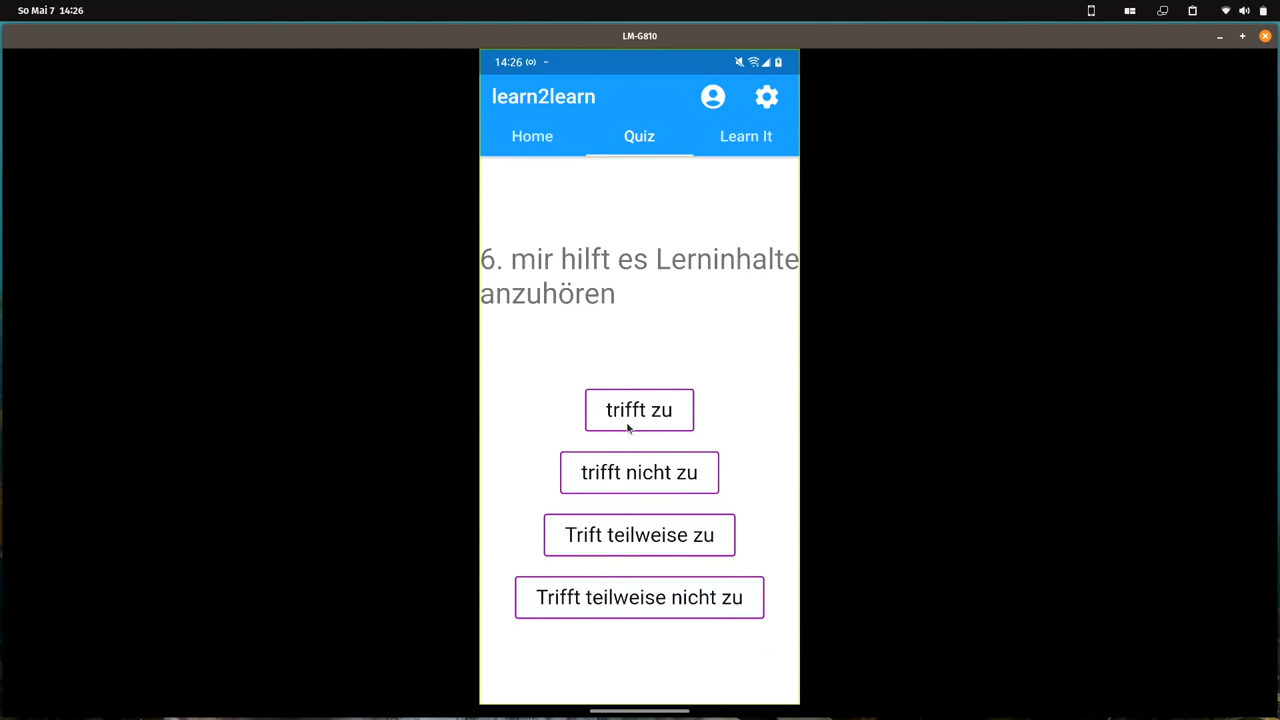 So Mai 7 14:26
LM-G810
14:26
learn2learn
Home Quiz Learn It
6. mir hilft es Lerninhalte
anzuhören
trifft zu
trifft nicht zu
Trift teilweise zu
Trifft teilweise nicht zu